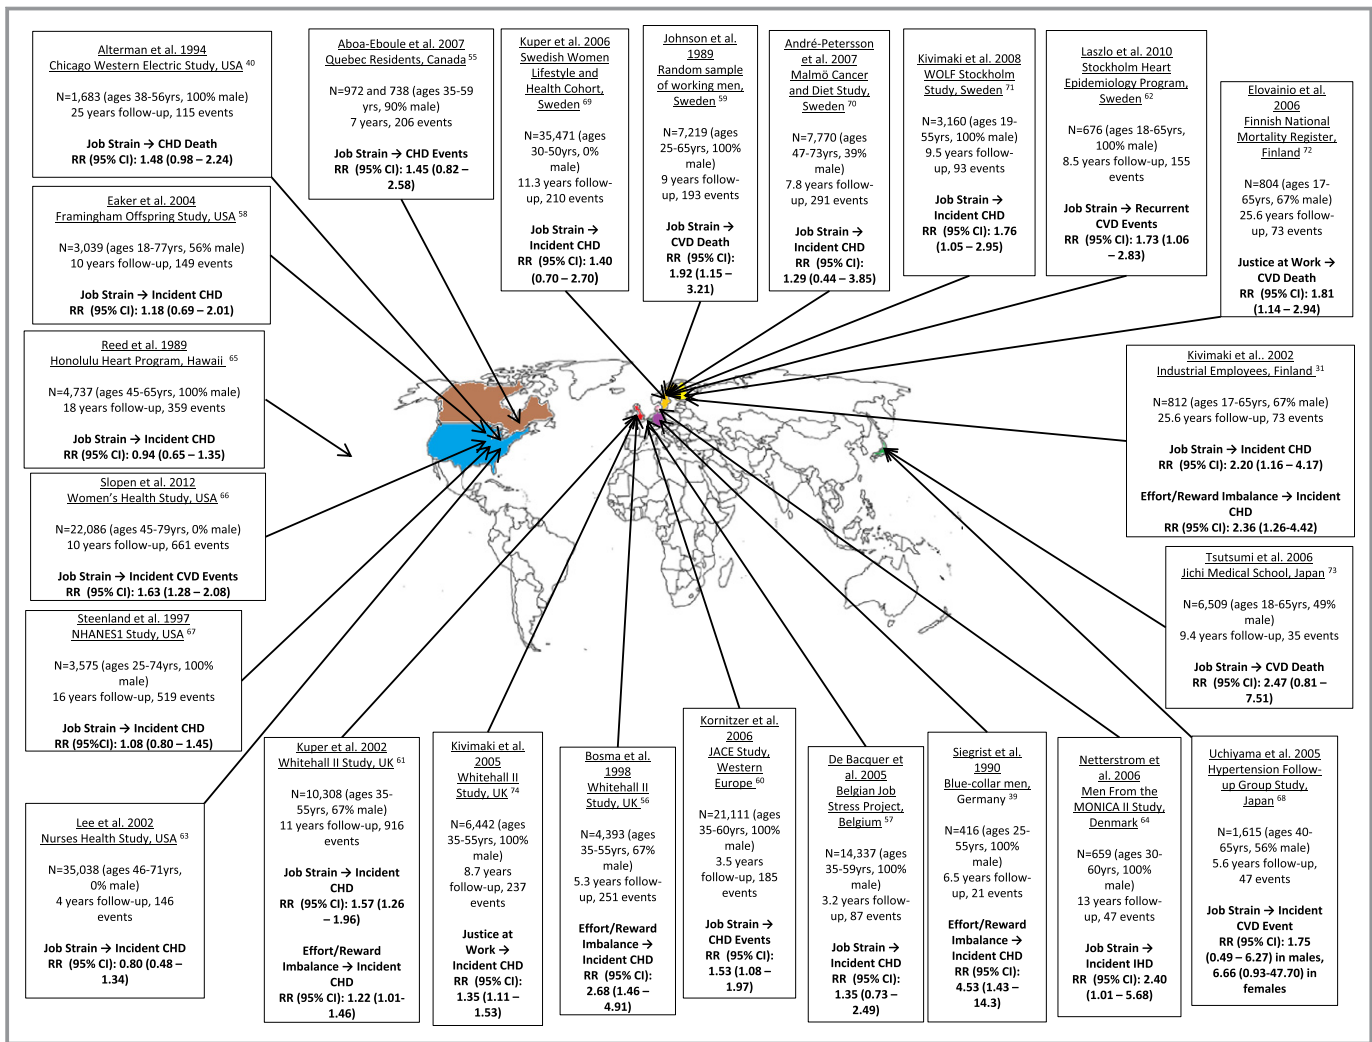 Alterman et al. 1994
Chicago Western Electric Study, USA 40
N=1,683 (ages 38-56yrs, 100% male)
25 years follow-up, 115 events
Job Strain → CHD Death
RR (95% CI): 1.48 (0.98 – 2.24)
Aboa-Eboule et al. 2007
Quebec Residents, Canada 55
N=972 and 738 (ages 35-59
yrs, 90% male)
7 years, 206 events
Job Strain → CHD Events
RR (95% CI): 1.45 (0.82 –
2.58)
Kuper et al. 2006
Swedish Women
Lifestyle and
Health Cohort,
Sweden 69
N=35,471 (ages
30-50yrs, 0%
male)
11.3 years follow-
up, 210 events
Job Strain →
Incident CHD
RR (95% CI): 1.40
(0.70 – 2.70)
Johnson et al.
1989
Random sample
of working men,
Sweden 59
N=7,219 (ages
25-65yrs, 100%
male)
9 years follow-
up, 193 events
Job Strain →
CVD Death
RR (95% CI):
1.92 (1.15 –
3.21)
André-Petersson
et al. 2007
Malmö Cancer
and Diet Study,
Sweden 70
N=7,770 (ages
47-73yrs, 39%
male)
7.8 years follow-
up, 291 events
Job Strain →
Incident CHD
RR (95% CI):
1.29 (0.44 – 3.85)
Kivimaki et al. 2008
WOLF Stockholm
Study, Sweden 71
N=3,160 (ages 19-
55yrs, 100% male)
9.5 years follow-
up, 93 events
Job Strain →
Incident CHD
RR (95% CI): 1.76
(1.05 – 2.95)
Laszlo et al. 2010
Stockholm Heart
Epidemiology Program,
Sweden 62
N=676 (ages 18-65yrs,
100% male)
8.5 years follow-up, 155
events
Job Strain → Recurrent
CVD Events
RR (95% CI): 1.73 (1.06
– 2.83)
Elovainio et al.
2006
Finnish National
Mortality Register,
Finland 72
N=804 (ages 17-
65yrs, 67% male)
25.6 years follow-
up, 73 events
Justice at Work →
CVD Death
RR (95% CI): 1.81
(1.14 – 2.94)
Eaker et al. 2004
Framingham Offspring Study, USA 58
N=3,039 (ages 18-77yrs, 56% male)
10 years follow-up, 149 events
Job Strain → Incident CHD
RR (95% CI): 1.18 (0.69 – 2.01)
Reed et al. 1989
Honolulu Heart Program, Hawaii 65
N=4,737 (ages 45-65yrs, 100% male)
18 years follow-up, 359 events
Job Strain → Incident CHD
RR (95% CI): 0.94 (0.65 – 1.35)
Kivimaki et al.. 2002
Industrial Employees, Finland 31
N=812 (ages 17-65yrs, 67% male)
25.6 years follow-up, 73 events
Job Strain → Incident CHD
RR (95% CI): 2.20 (1.16 – 4.17)
Effort/Reward Imbalance → Incident
CHD
RR (95% CI): 2.36 (1.26-4.42)
Slopen et al. 2012
Women's Health Study, USA 66
N=22,086 (ages 45-79yrs, 0% male)
10 years follow-up, 661 events
Job Strain → Incident CVD Events
RR (95% CI): 1.63 (1.28 – 2.08)
Tsutsumi et al. 2006
Jichi Medical School, Japan 73
N=6,509 (ages 18-65yrs, 49%
male)
9.4 years follow-up, 35 events
Job Strain → CVD Death
RR (95% CI): 2.47 (0.81 –
7.51)
Steenland et al. 1997
NHANES1 Study, USA 67
N=3,575 (ages 25-74yrs, 100%
male)
16 years follow-up, 519 events
Job Strain → Incident CHD
RR (95%CI): 1.08 (0.80 – 1.45)
Lee et al. 2002
Nurses Health Study, USA 63
N=35,038 (ages 46-71yrs,
0% male)
4 years follow-up, 146
events
Job Strain → Incident CHD
RR (95% CI): 0.80 (0.48 –
1.34)
Kuper et al. 2002
Whitehall II Study, UK 61
N=10,308 (ages 35-
55yrs, 67% male)
11 years follow-up, 916
events
Job Strain → Incident
CHD
RR (95% CI): 1.57 (1.26
– 1.96)
Effort/Reward
Imbalance → Incident
CHD
RR (95% CI): 1.22 (1.01-
1.46)
Kivimaki et al.
2005
Whitehall II
Study, UK 74
N=6,442 (ages
35-55yrs, 100%
male)
8.7 years
follow-up, 237
events
Justice at
Work →
Incident CHD
RR (95% CI):
1.35 (1.11 –
1.53)
Bosma et al.
1998
Whitehall II
Study, UK 56
N=4,393 (ages
35-55yrs, 67%
male)
5.3 years follow-
up, 251 events
Effort/Reward
Imbalance →
Incident CHD
RR (95% CI):
2.68 (1.46 –
4.91)
Kornitzer et al.
2006
JACE Study,
Western
Europe 60
N=21,111 (ages
35-60yrs, 100%
male)
3.5 years
follow-up, 185
events
Job Strain →
CHD Events
RR (95% CI):
1.53 (1.08 –
1.97)
De Bacquer et
al. 2005
Belgian Job
Stress Project,
Belgium 57
N=14,337 (ages
35-59yrs, 100%
male)
3.2 years follow-
up, 87 events
Job Strain →
Incident CHD
RR (95% CI):
1.35 (0.73 –
2.49)
Siegrist et al.
1990
Blue-collar men,
Germany 39
N=416 (ages 25-
55yrs, 100%
male)
6.5 years follow-
up, 21 events
Effort/Reward
Imbalance →
Incident CHD
RR (95% CI):
4.53 (1.43 –
14.3)
Netterstrom et
al. 2006
Men From the
MONICA II Study,
Denmark 64
N=659 (ages 30-
60yrs, 100%
male)
13 years follow-
up, 47 events
Job Strain →
Incident IHD
RR (95% CI): 2.40
(1.01 – 5.68)
Uchiyama et al. 2005
Hypertension Follow-
up Group Study,
Japan 68
N=1,615 (ages 40-
65yrs, 56% male)
5.6 years follow-up,
47 events
Job Strain → Incident
CVD Event
RR (95% CI): 1.75
(0.49 – 6.27) in males,
6.66 (0.93-47.70) in
females